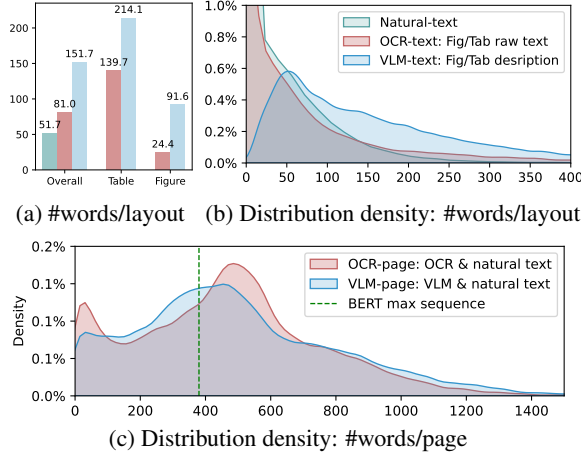 214.1
200
151.7
150
139.7
100
91.6
81.0
51.7
50
24.4
0
Overall Table Figure
(a) #words/layout
1.0%
0.8%
0.6%
0.4%
0.2%
0.0%
0 50 100 150 200 250 300 350 400
Natural-text
OCR-text: Fig/Tab raw text
VLM-text: Fig/Tab desription
(b) Distribution density: #words/layout
0.2%
0.1%
0.1%
0.1%
0.0%
Density
OCR-page: OCR & natural text
VLM-page: VLM & natural text
BERT max sequence
0 200 400 600 800 1000 1200 1400
(c) Distribution density: #words/page